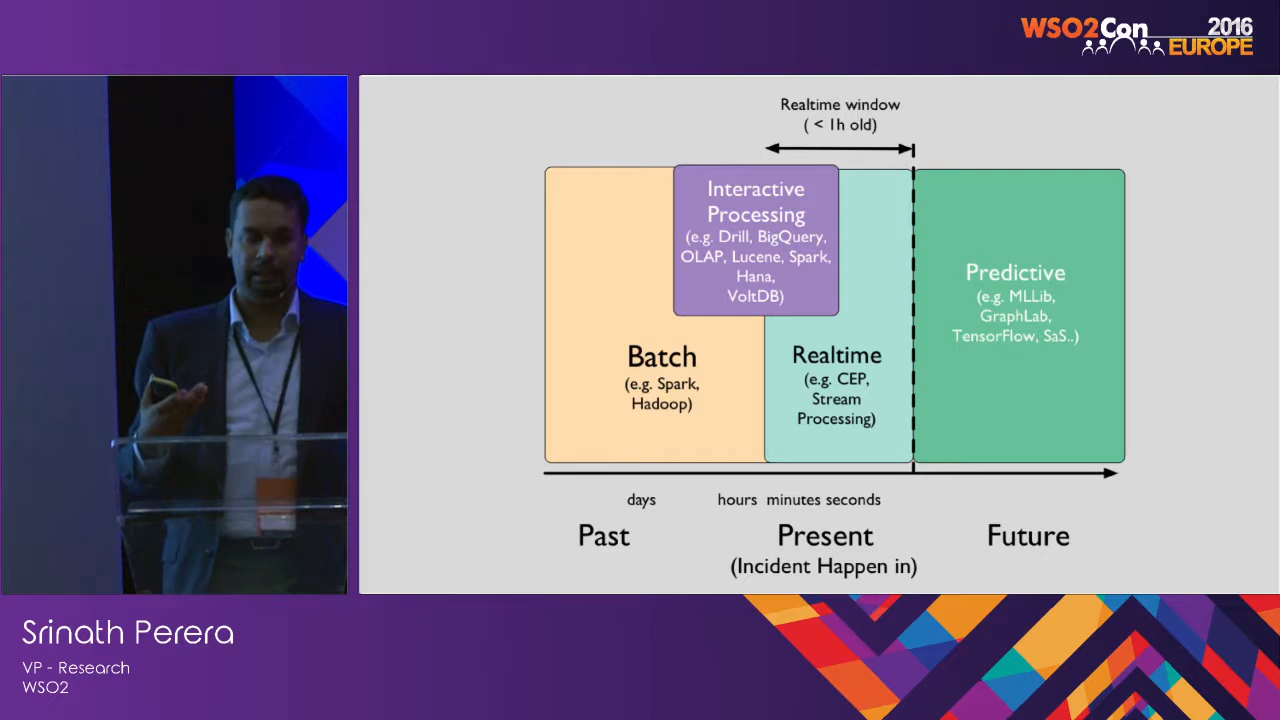 WSO2Con 2016
EUROPE
Realtime window
( < 1h old)
Interactive
Processing
(e.g. Drill, BigQuery,
OLAP, Lucene, Spark,
Hana,
VoltDB)
Batch
(e.g. Spark,
Hadoop)
Realtime
(e.g. CEP,
Stream
Processing)
Predictive
(e.g. MLLib,
GraphLab,
TensorFlow, SaS..)
days hours minutes seconds
Past Present Future
(Incident Happen in)
Srinath Perera
VP - Research
WSO2